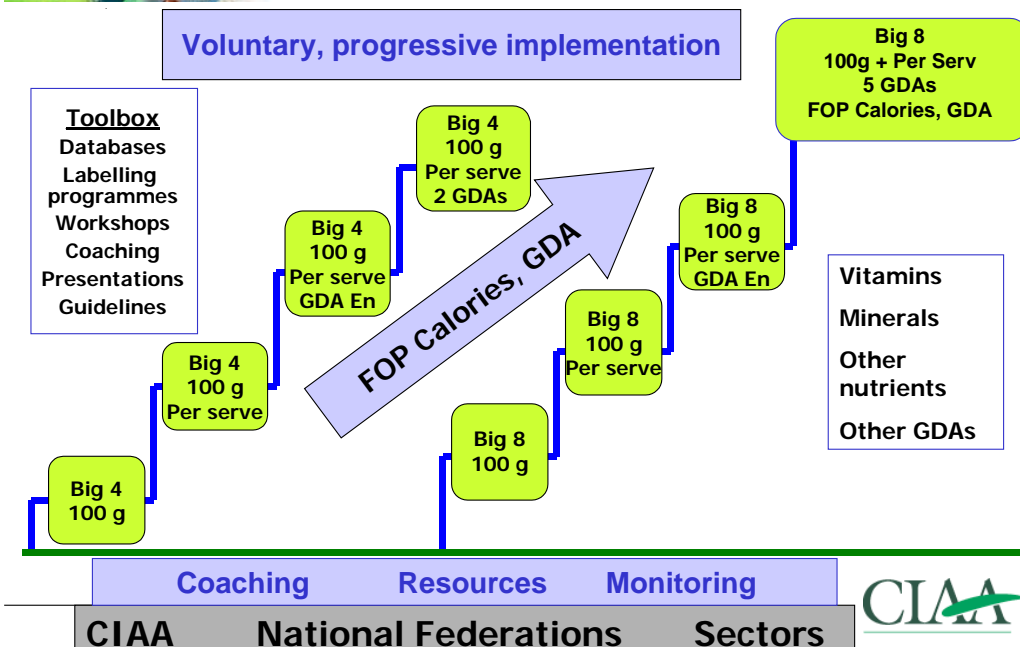 Voluntary, progressive implementation
Big 8
100g + Per Serv
5 GDAs
FOP Calories, GDA
Toolbox
Databases
Labelling
programmes
Workshops
Coaching
Presentations
Guidelines
Big 4
100 g
Per serve
2 GDAs
Big 4
100 g
Per serve
GDA En
Big 4
100 g
Per serve
Big 4
100 g
FOP Calories, GDA
Big 8
100 g
Per serve
GDA En
Big 8
100 g
Per serve
Big 8
100 g
Vitamins
Minerals
Other
nutrients
Other GDAs
Coaching Resources Monitoring
CIAA National Federations Sectors
CIAA